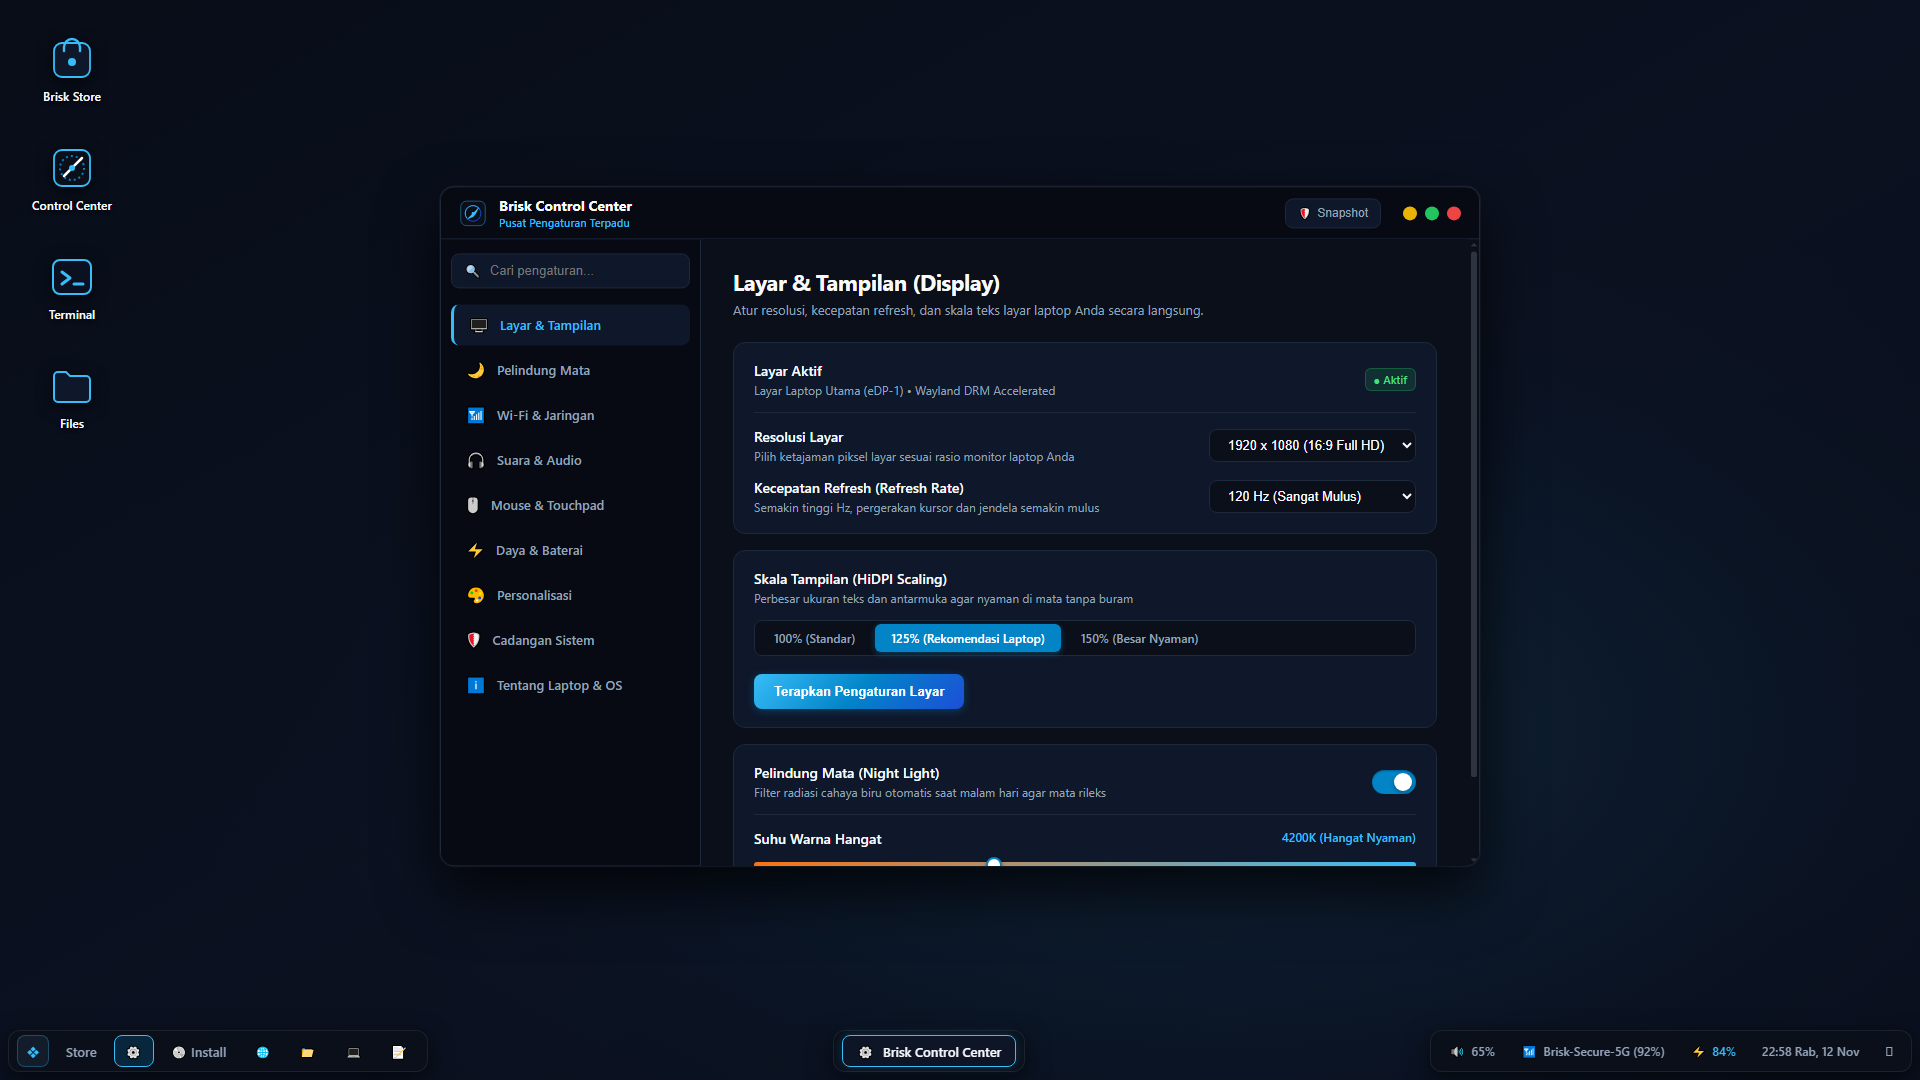 Brisk Store
Control Center
Terminal
Files
Brisk Control Center
Pusat Pengaturan Terpadu
Snapshot
Cari pengaturan...
Layar & Tampilan
Pelindung Mata
Wi-Fi & Jaringan
Suara & Audio
Mouse & Touchpad
Daya & Baterai
Personalisasi
Cadangan Sistem
Tentang Laptop & OS
Layar & Tampilan (Display)
Atur resolusi, kecepatan refresh, dan skala teks layar laptop Anda secara langsung.
Layar Aktif
Layar Laptop Utama (eDP-1) • Wayland DRM Accelerated
● Aktif
Resolusi Layar
Pilih ketajaman piksel layar sesuai rasio monitor laptop Anda
1920 x 1080 (16:9 Full HD)
Kecepatan Refresh (Refresh Rate)
Semakin tinggi Hz, pergerakan kursor dan jendela semakin mulus
120 Hz (Sangat Mulus)
Skala Tampilan (HiDPI Scaling)
Perbesar ukuran teks dan antarmuka agar nyaman di mata tanpa buram
100% (Standar) 125% (Rekomendasi Laptop) 150% (Besar Nyaman)
Terapkan Pengaturan Layar
Pelindung Mata (Night Light)
Filter radiasi cahaya biru otomatis saat malam hari agar mata rileks
Suhu Warna Hangat
4200K (Hangat Nyaman)
Store Install
Brisk Control Center
65% Brisk-Secure-5G (92%) 84% 22:58 Rab, 12 Nov